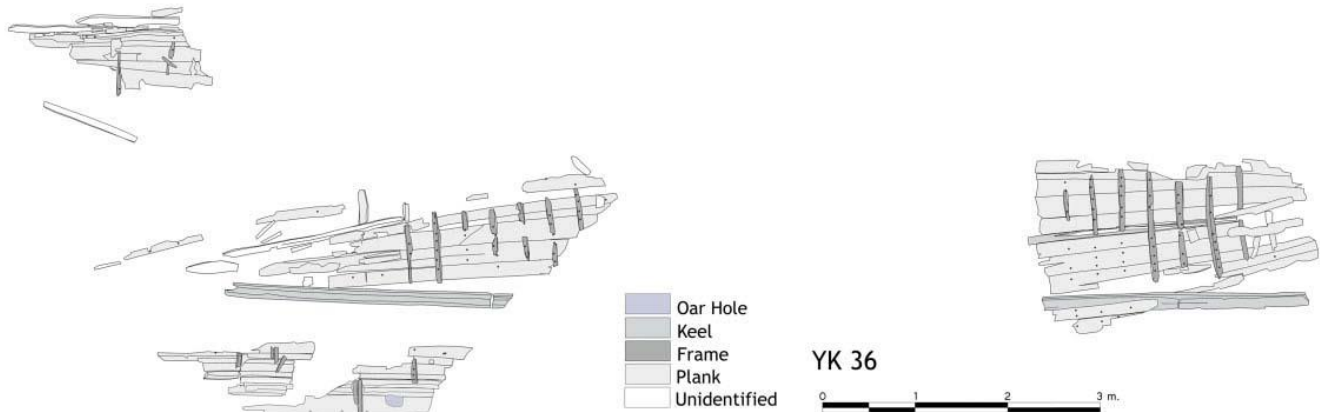 Oar Hole
Keel
Frame
Plank
Unidentified
YK 36
0 1 2 3 m.